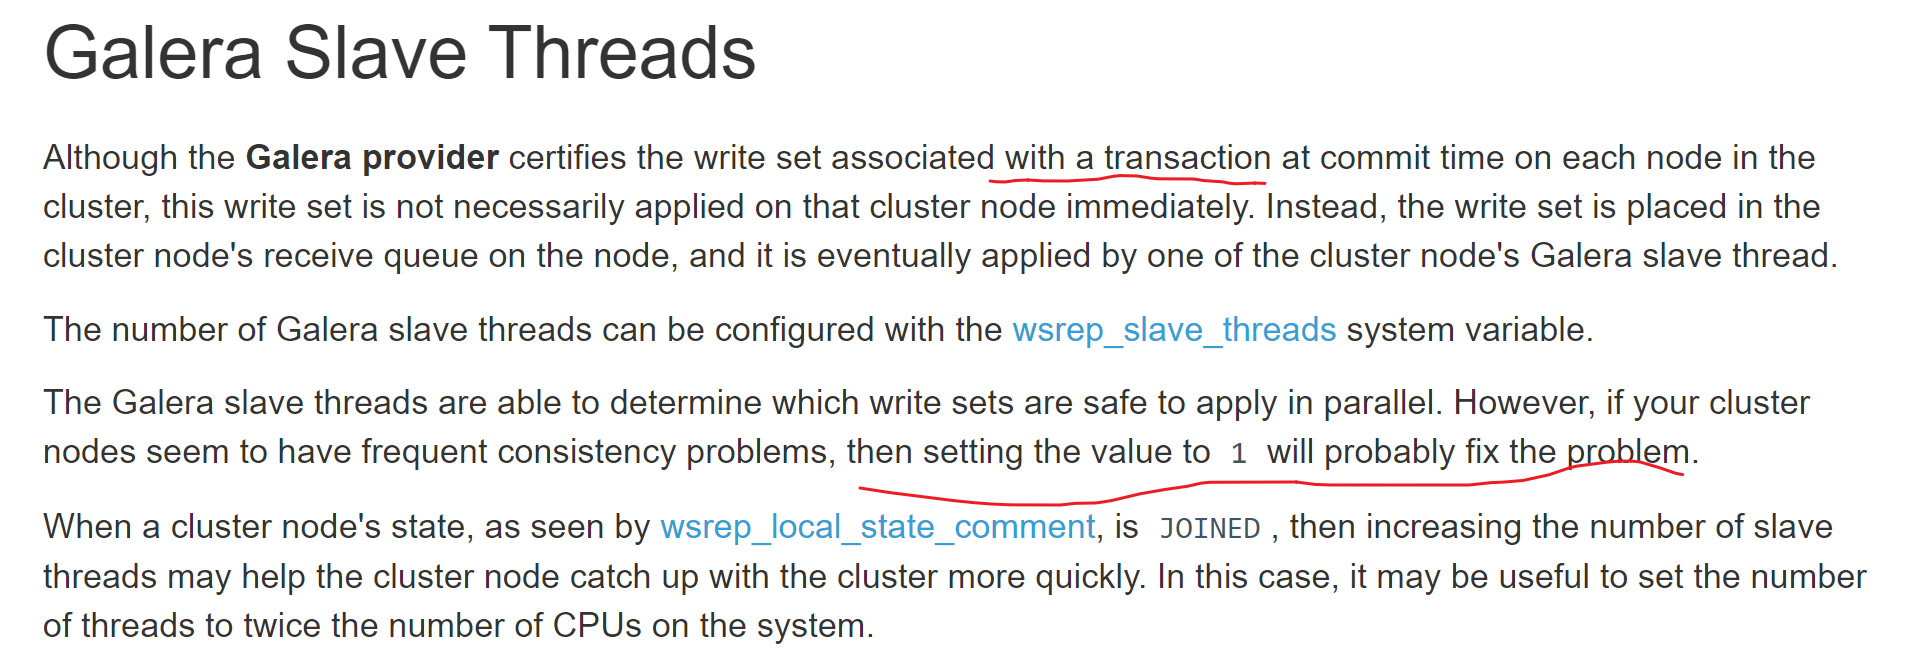 Galera Slave Threads
Although the Galera provider certifies the write set associated with a transaction at commit time on each node in the
cluster, this write set is not necessarily applied on that cluster node immediately. Instead, the write set is placed in the
cluster node's receive queue on the node, and it is eventually applied by one of the cluster node's Galera slave thread.
The number of Galera slave threads can be configured with the wsrep_slave_threads system variable.
The Galera slave threads are able to determine which write sets are safe to apply in parallel. However, if your cluster
nodes seem to have frequent consistency problems, then setting the value to 1 will probably fix the problem.
When a cluster node's state, as seen by wsrep_local_state_comment, is JOINED , then increasing the number of slave
threads may help the cluster node catch up with the cluster more quickly. In this case, it may be useful to set the number
of threads to twice the number of CPUs on the system.